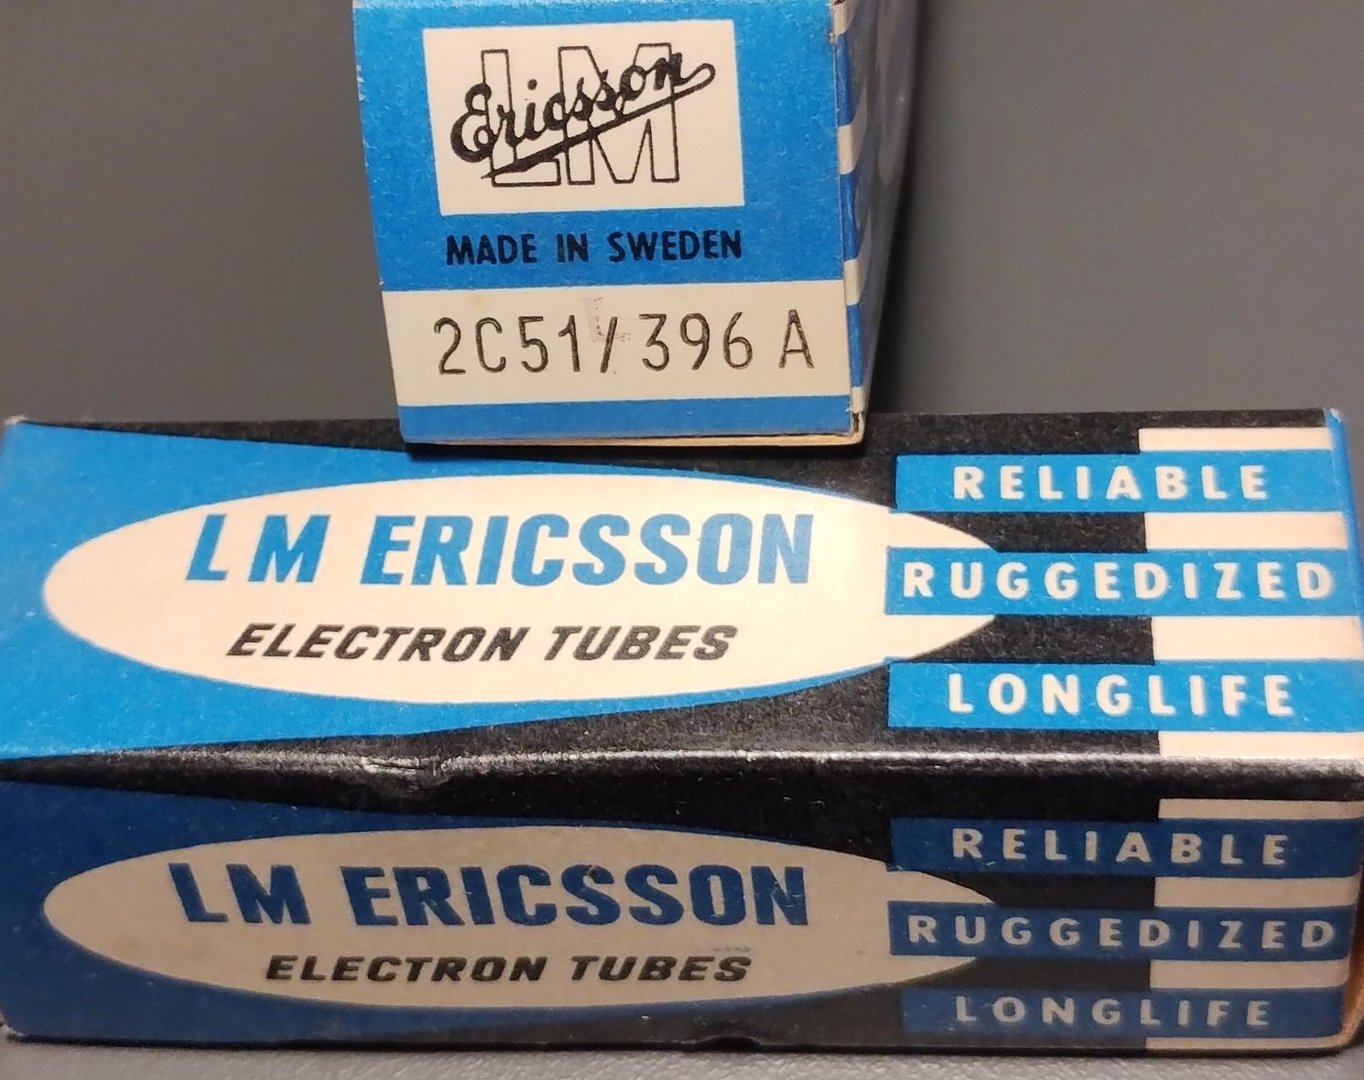 LM
Ericsson
MADE IN SWEDEN
2C51/396A
LM ERICSSON
ELECTRON TUBES
RELIABLE
RUGGEDIZED
LONGLIFE
LM ERICSSON
ELECTRON TUBES
RELIABLE
RUGGEDIZED
LONGLIFE